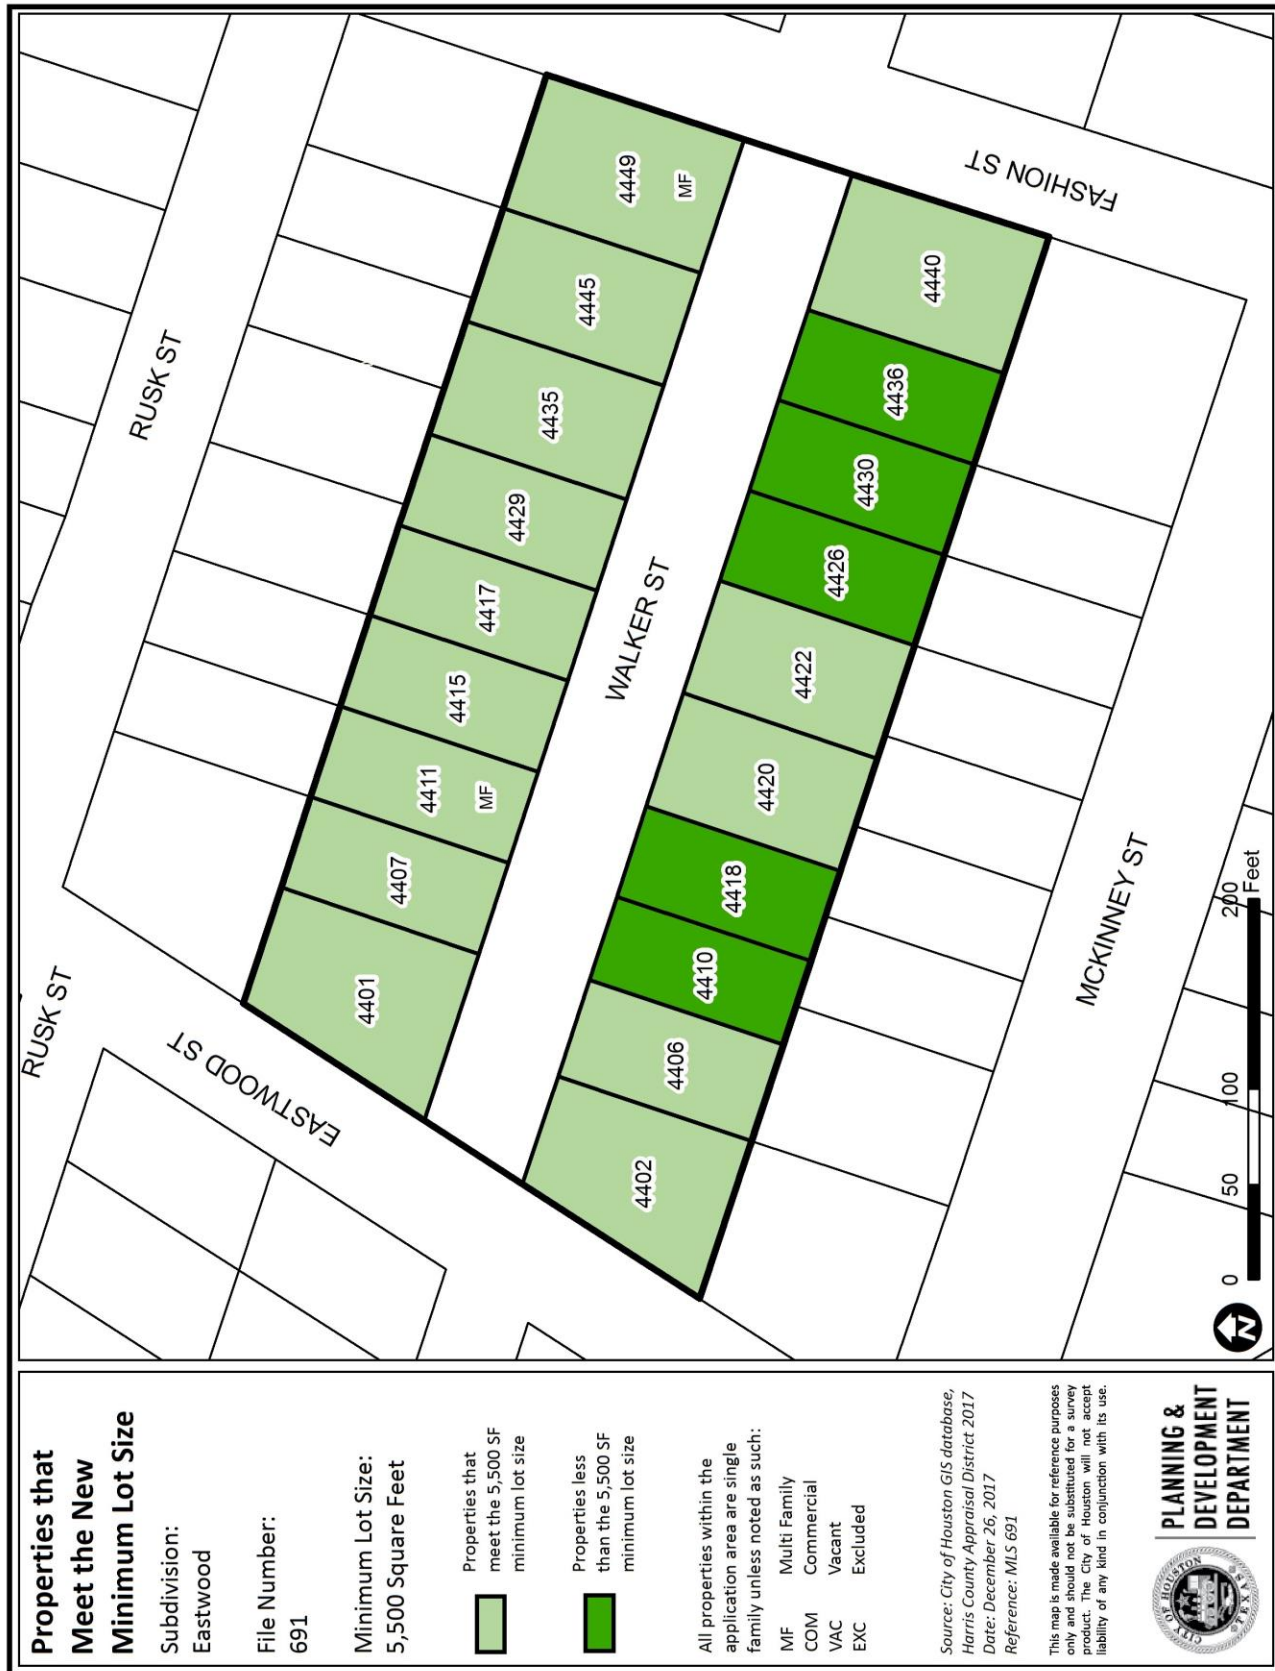 Properties that
Meet the New
Minimum Lot Size
Subdivision:
Eastwood
File Number:
691
Minimum Lot Size:
5,500 Square Feet
Properties that
meet the 5,500 SF
minimum lot size
Properties less
than the 5,500 SF
minimum lot size
All properties within the
application area are single
family unless noted as such:
MF Multi Family
COM Commercial
VAC Vacant
EXC Excluded
Source: City of Houston GIS database,
Harris County Appraisal District 2017
Date: December 26, 2017
Reference: MLS 691
This map is made available for reference purposes
only and should not be substituted for a survey
product. The City of Houston will not accept
liability of any kind in conjunction with its use.
CITY OF HOUSTON
TEXAS
PLANNING &
DEVELOPMENT
DEPARTMENT
RUSK ST
RUSK ST
EASTWOOD ST
FASHION ST
4401
4407
4411
MF
4415
4417
4429
4435
4445
4449
MF
WALKER ST
4402
4406
4410
4418
4420
4422
4426
4430
4436
4440
MCKINNEY ST
N
0 50 100 200
Feet